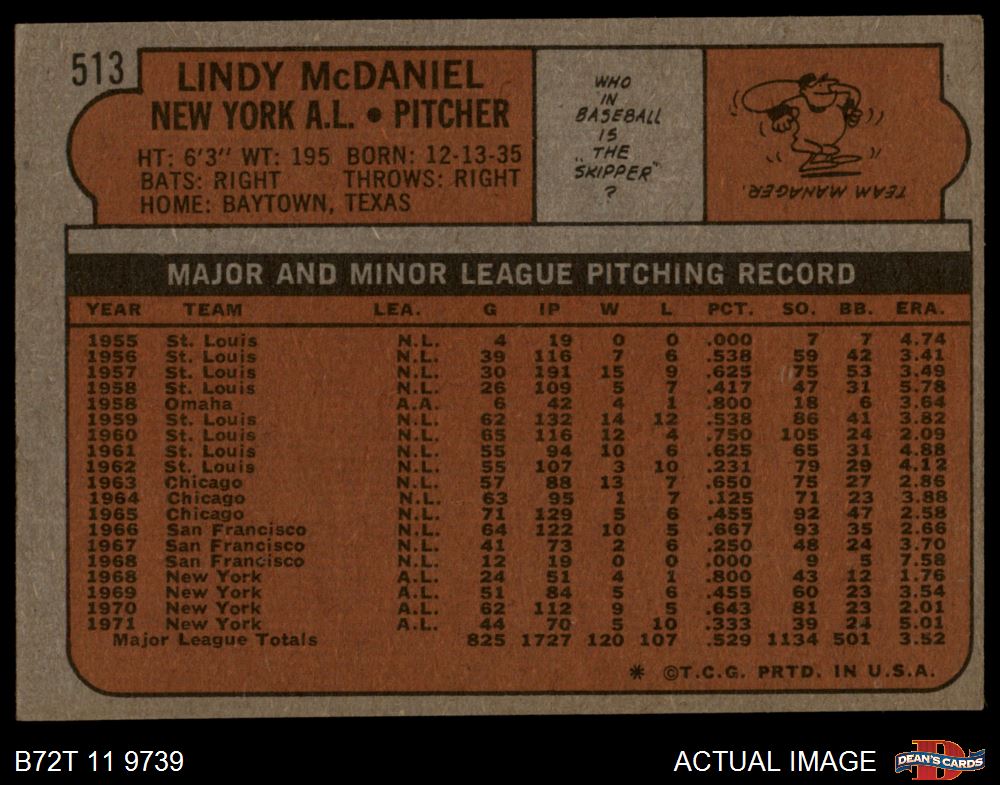 513
LINDY McDANIEL
NEW YORK A.L. • PITCHER
HT: 6'3" WT: 195 BORN: 12-13-35
BATS: RIGHT THROWS: RIGHT
HOME: BAYTOWN, TEXAS
WHO
IN
BASEBALL
IS
"THE
SKIPPER"
?
TEAM MANAGER.
MAJOR AND MINOR LEAGUE PITCHING RECORD
YEAR TEAM LEA. G IP W L PCT. SO. BB. ERA.
1955 St. Louis N.L. 4 19 0 0 .000 7 7 4.74
1956 St. Louis N.L. 39 116 7 6 .538 59 42 3.41
1957 St. Louis N.L. 30 191 15 9 .625 75 53 3.49
1958 St. Louis N.L. 26 109 5 7 .417 47 31 5.78
1958 Omaha A.A. 6 42 4 1 .800 18 6 3.64
1959 St. Louis N.L. 62 132 14 12 .538 86 41 3.82
1960 St. Louis N.L. 65 116 12 4 .750 105 24 2.09
1961 St. Louis N.L. 55 94 10 6 .625 65 31 4.88
1962 St. Louis N.L. 55 107 3 10 .231 79 29 4.12
1963 Chicago N.L. 57 88 13 7 .650 75 27 2.86
1964 Chicago N.L. 63 95 1 7 .125 71 23 3.88
1965 Chicago N.L. 71 129 5 6 .455 92 47 2.58
1966 San Francisco N.L. 64 122 10 5 .667 93 35 2.66
1967 San Francisco N.L. 41 73 2 6 .250 48 24 3.70
1968 San Francisco N.L. 12 19 0 0 .000 9 5 7.58
1968 New York A.L. 24 51 4 1 .800 43 12 1.76
1969 New York A.L. 51 84 5 6 .455 60 23 3.54
1970 New York A.L. 62 112 9 5 .643 81 23 2.01
1971 New York A.L. 44 70 5 10 .333 39 24 5.01
Major League Totals 825 1727 120 107 .529 1134 501 3.52
* ©T.C.G. PRTD. IN U.S.A.
B72T 11 9739
ACTUAL IMAGE
DEAN'S CARDS